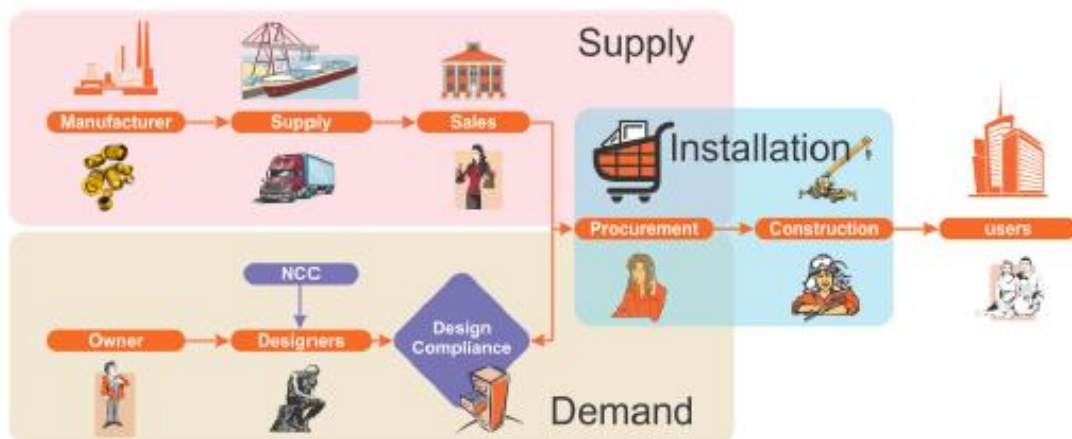 Supply
Manufacturer
Supply
Sales
Installation
Procurement
Construction
users
NCC
Owner
Designers
Design
Compliance
Demand